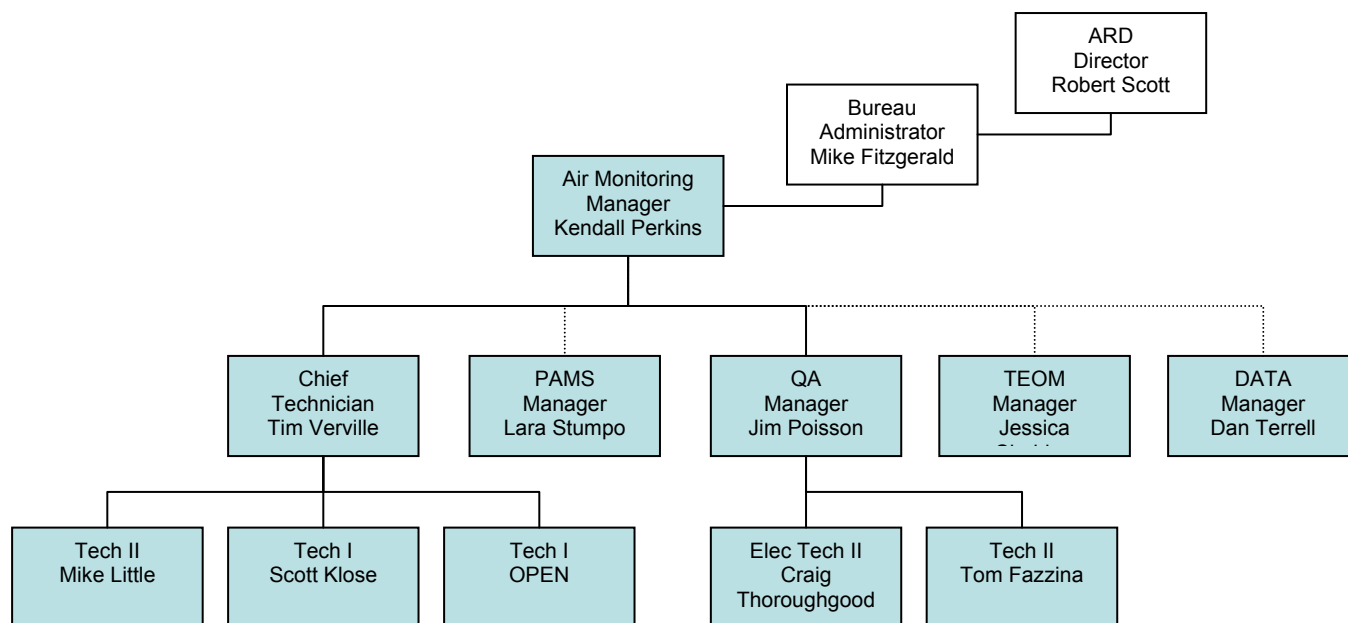 ARD
Director
Robert Scott
Bureau
Administrator
Mike Fitzgerald
Air Monitoring
Manager
Kendall Perkins
Chief
Technician
Tim Verville
PAMS
Manager
Lara Stumpo
QA
Manager
Jim Poisson
TEOM
Manager
Jessica
DATA
Manager
Dan Terrell
Tech II
Mike Little
Tech I
Scott Klose
Tech I
OPEN
Elec Tech II
Craig
Thoroughgood
Tech II
Tom Fazzina